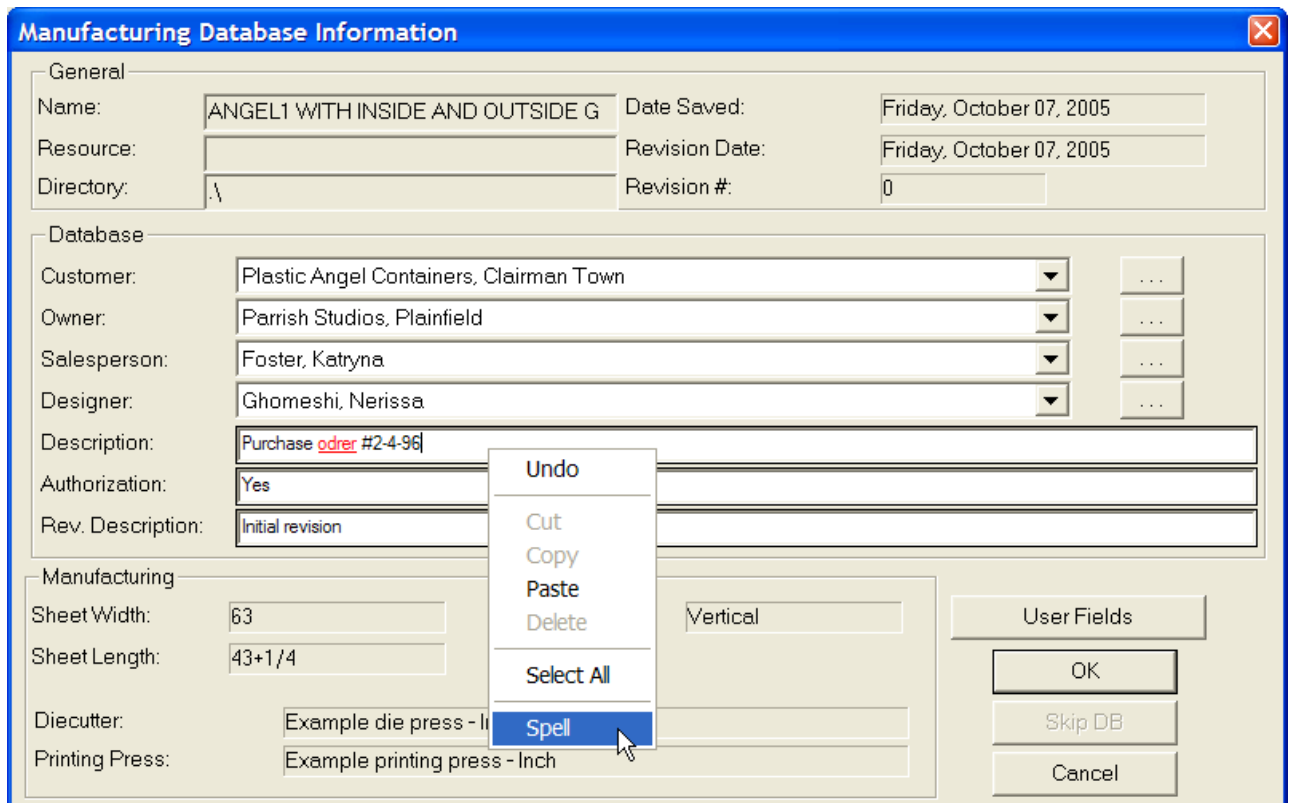 Manufacturing Database Information
General
Name: ANGEL1 WITH INSIDE AND OUTSIDE G Date Saved: Friday, October 07, 2005
Resource: Revision Date: Friday, October 07, 2005
Directory: .\ Revision #: 0
Database
Customer: Plastic Angel Containers, Clairman Town ...
Owner: Parrish Studios, Plainfield ...
Salesperson: Foster, Katryna ...
Designer: Ghomeshi, Nerissa ...
Description: Purchase odrer #2-4-96
Authorization: Yes
Rev. Description: Initial revision
Undo
Cut
Copy
Paste
Delete
Select All
Spell
Manufacturing
Sheet Width: 63 Vertical
Sheet Length: 43+1/4
Diecutter: Example die press -
Printing Press: Example printing press - Inch
User Fields
OK
Skip DB
Cancel